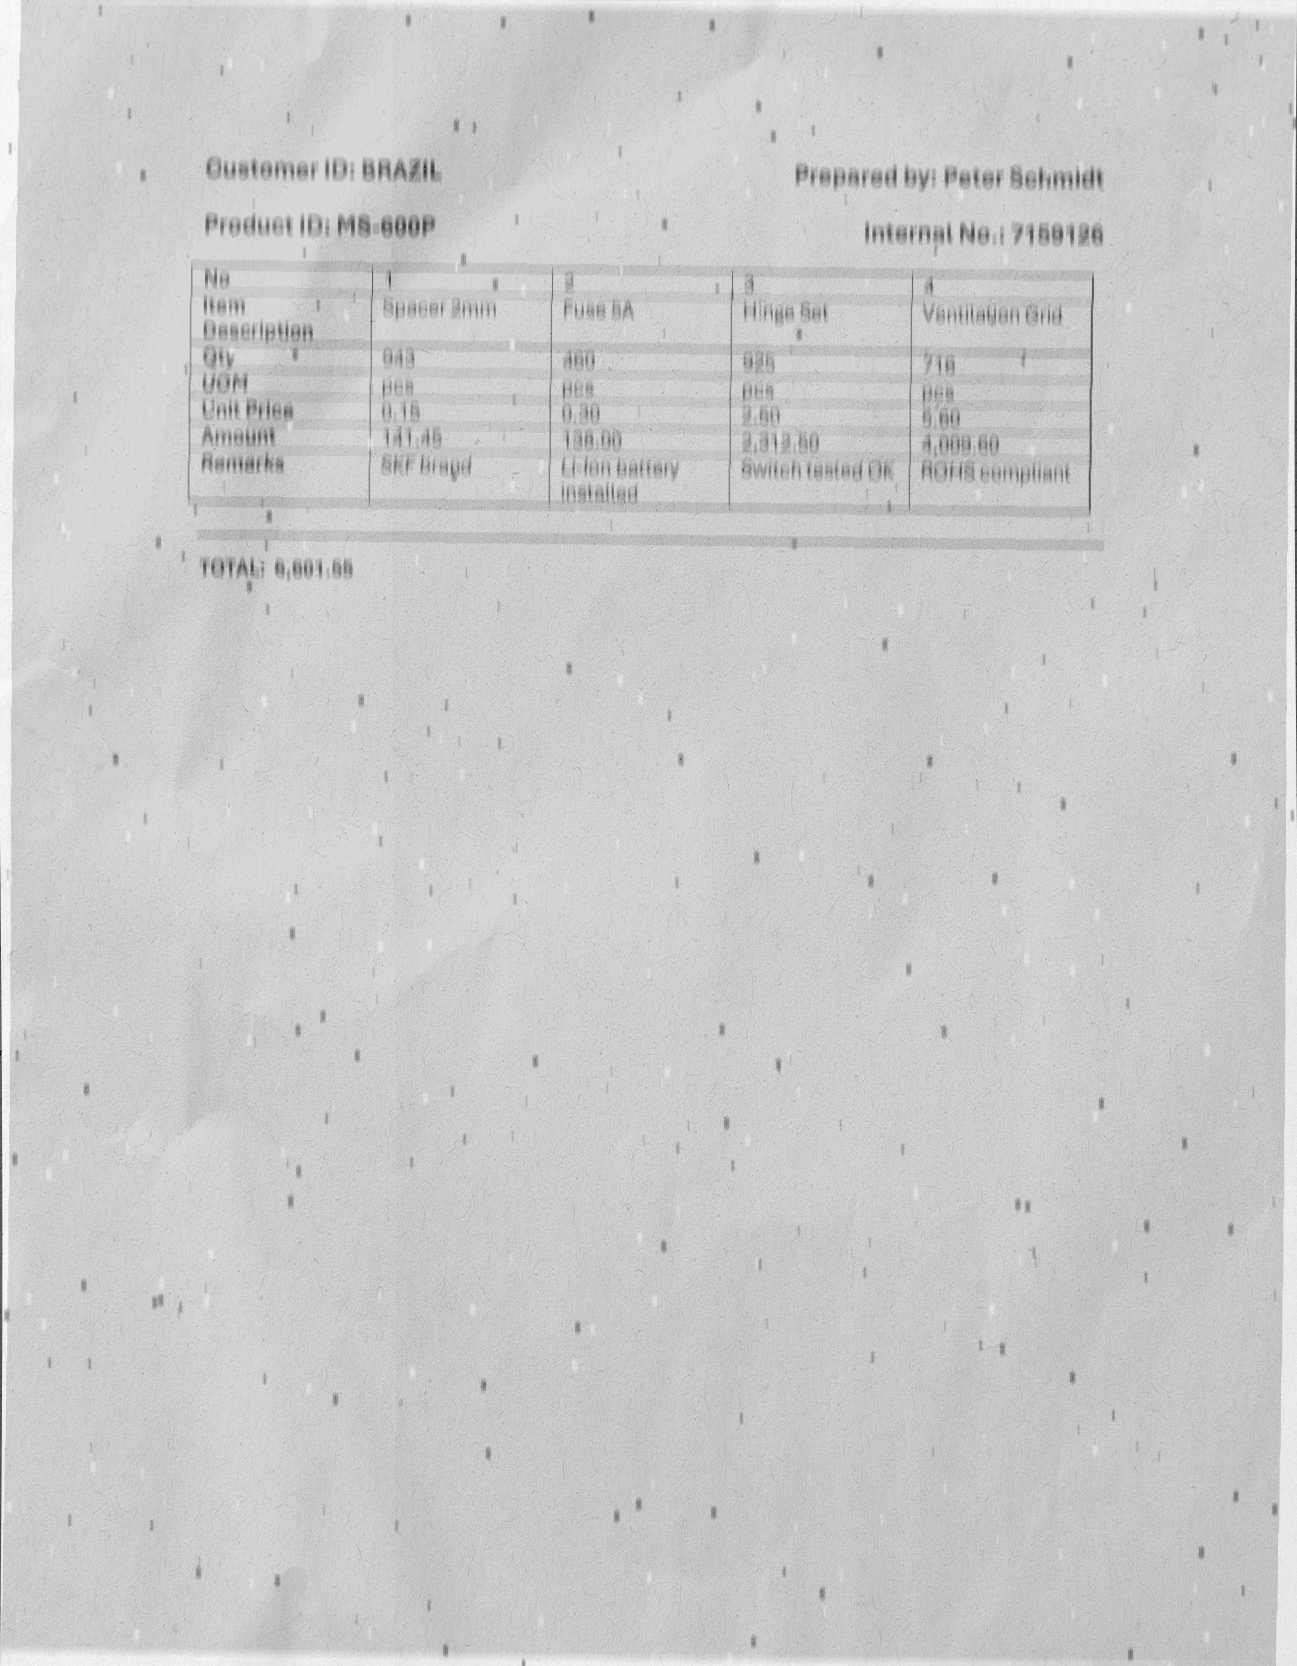 Customer ID: BRAZIL
Prepared by: Peter Schmidt
Product ID: MS-600P
Internal No.: 7159126
No 1 2 3 4
Item Spacer 2mm Fuse 5A Hinge Set Ventilation Grid
Description
Qty 943 460 925 716
UOM pcs pcs pcs pcs
Unit Price 0.15 0.30 2.50 5.60
Amount 141.45 138.00 2,312.50 4,009.60
Remarks SKF brand Li-Ion battery Switch tested OK ROHS compliant
installed
TOTAL: 6,601.55